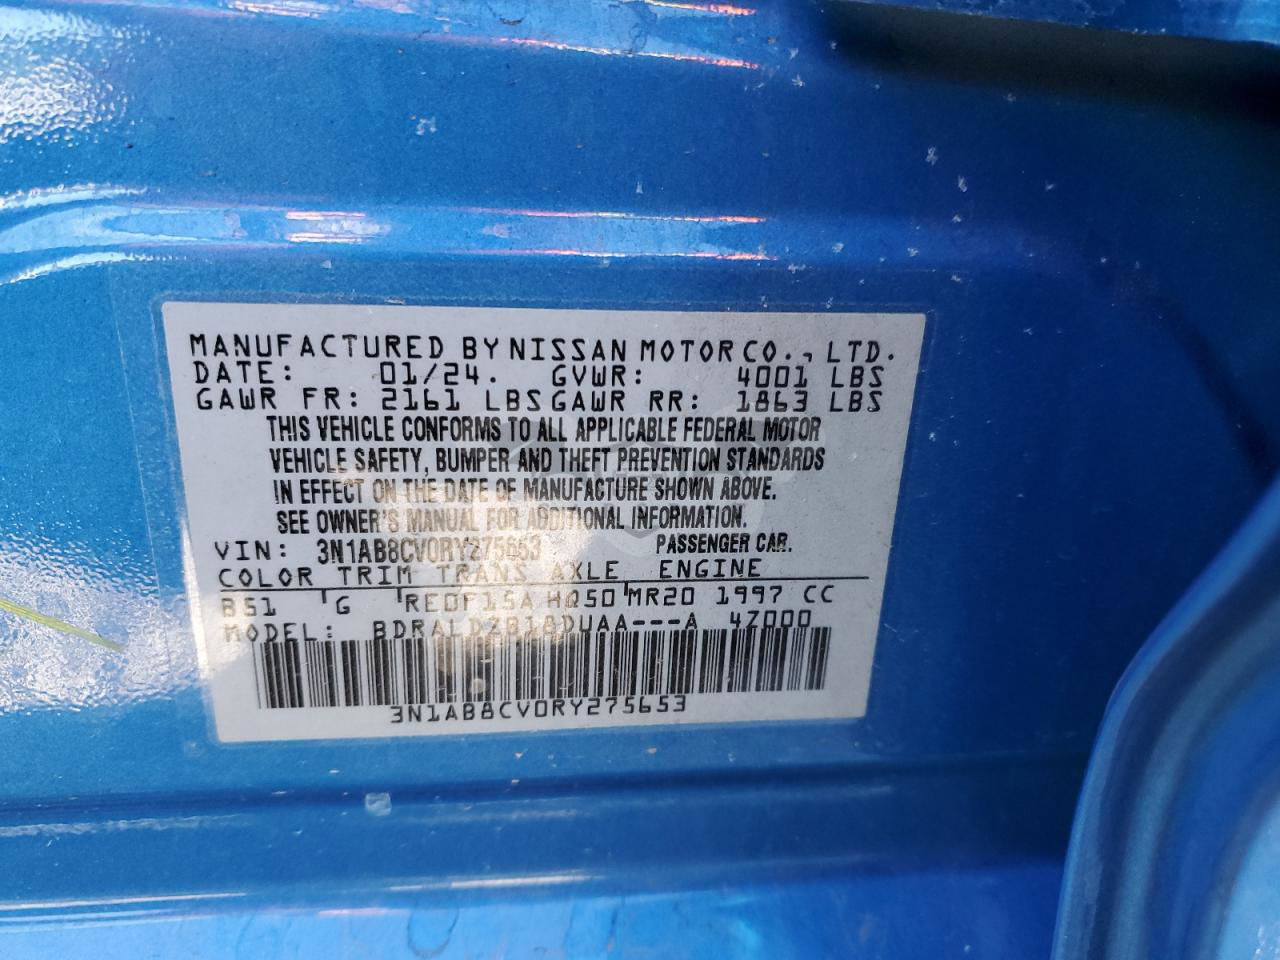 MANUFACTURED BY NISSAN MOTOR CO., LTD.
DATE: 01/24. GVWR: 4001 LBS
GAWR FR: 2161 LBS GAWR RR: 1863 LBS
THIS VEHICLE CONFORMS TO ALL APPLICABLE FEDERAL MOTOR
VEHICLE SAFETY, BUMPER AND THEFT PREVENTION STANDARDS
IN EFFECT ON THE DATE OF MANUFACTURE SHOWN ABOVE.
SEE OWNER'S MANUAL FOR ADDITIONAL INFORMATION.
VIN: 3N1AB8CV0RY275653 PASSENGER CAR.
COLOR TRIM TRANS AXLE ENGINE
B51 G RE0F15A HQ50 MR20 1997 CC
MODEL: A 4Z000
3N1AB8CV0RY275653